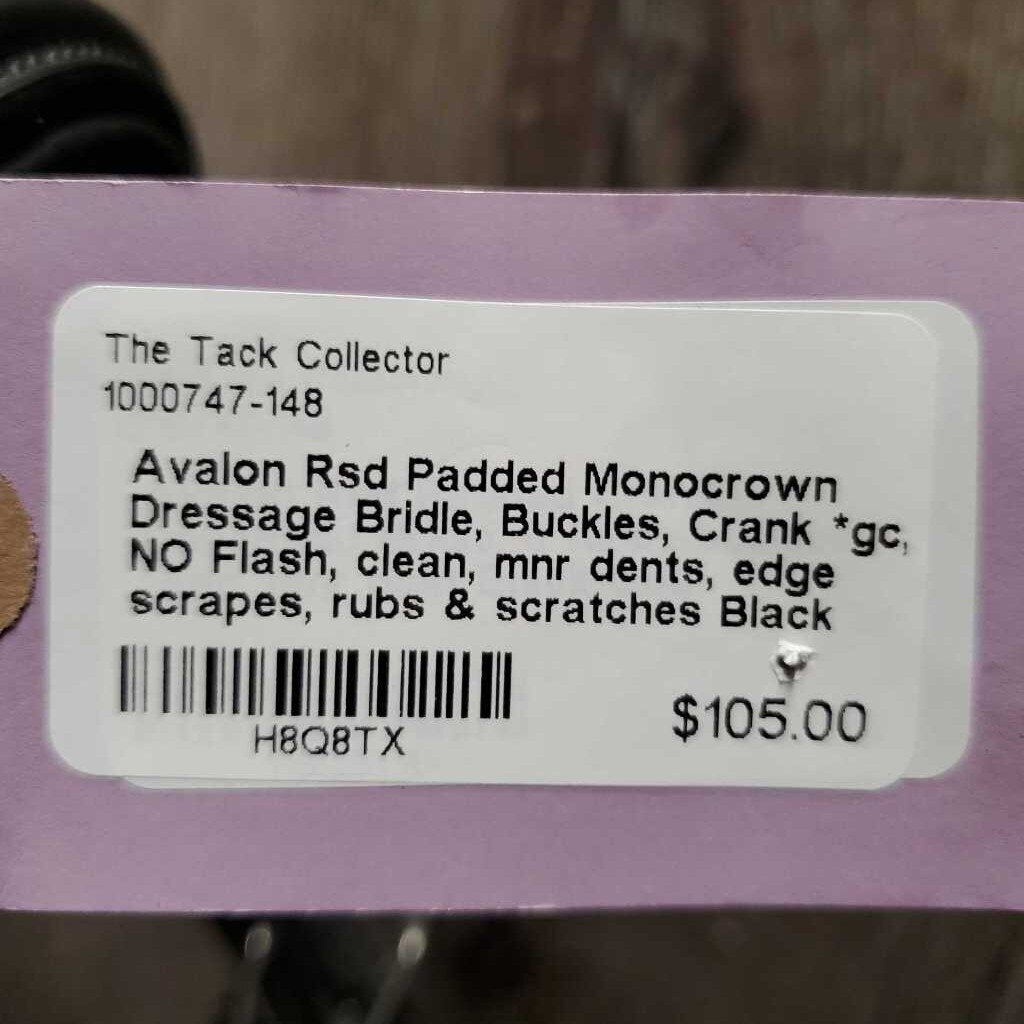 The Tack Collector
1000747-148
Avalon Rsd Padded Monocrown
Dressage Bridle, Buckles, Crank *gc,
NO Flash, clean, mnr dents, edge
scrapes, rubs & scratches Black
H8Q8TX
$105.00